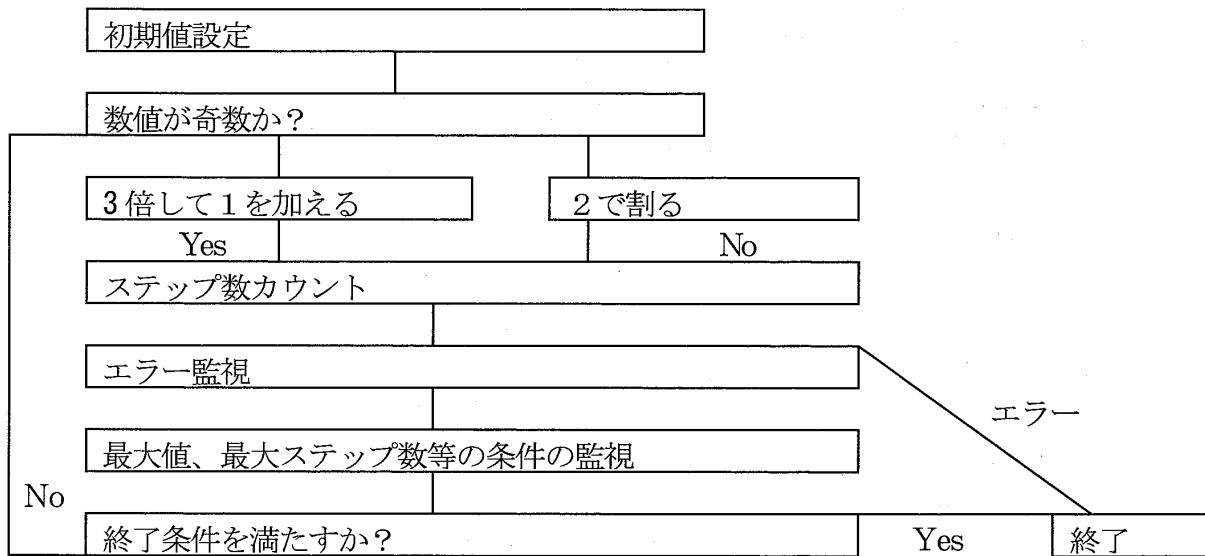 初期値設定
数値が奇数か?
3倍して1を加える
2で割る
Yes
No
ステップ数カウント
エラー監視
エラー
最大値、最大ステップ数等の条件の監視
No
終了条件を満たすか?
Yes
終了